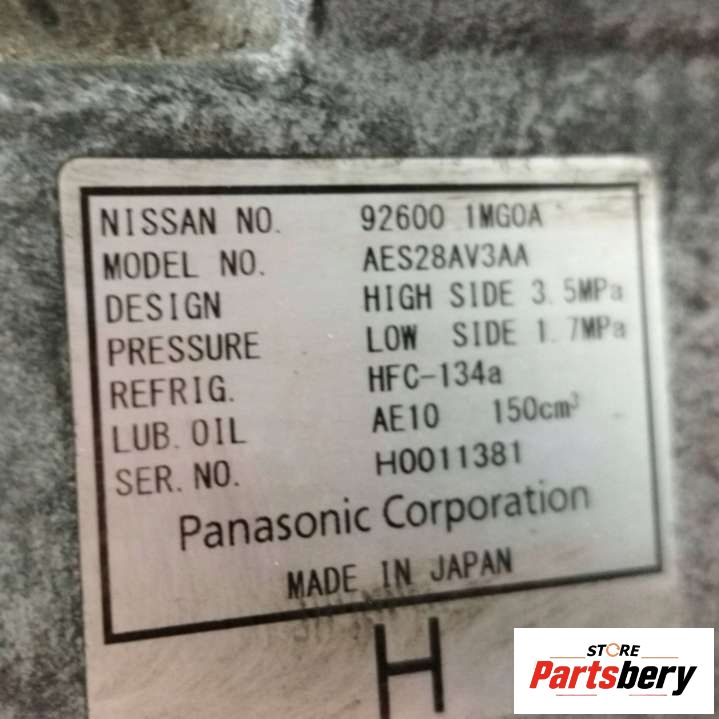 NISSAN NO. 92600 1MG0A
MODEL NO. AES28AV3AA
DESIGN HIGH SIDE 3.5MPa
PRESSURE LOW SIDE 1.7MPa
REFRIG. HFC-134a
LUB. OIL AE10 150cm³
SER. NO. H0011381
Panasonic Corporation
MADE IN JAPAN
H
STORE
Partsbery